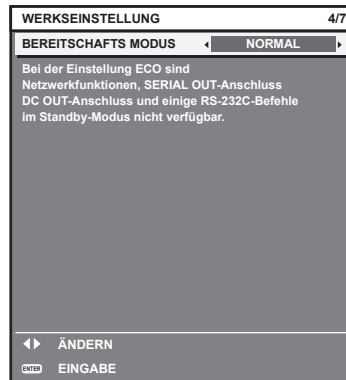 WERKSEINSTELLUNG 4/7
BEREITSCHAFTS MODUS NORMAL
Bei der Einstellung ECO sind
Netzwerkfunktionen, SERIAL OUT-Anschluss
DC OUT-Anschluss und einige RS-232C-Befehle
im Standby-Modus nicht verfügbar.
ÄNDERN
ENTER EINGABE